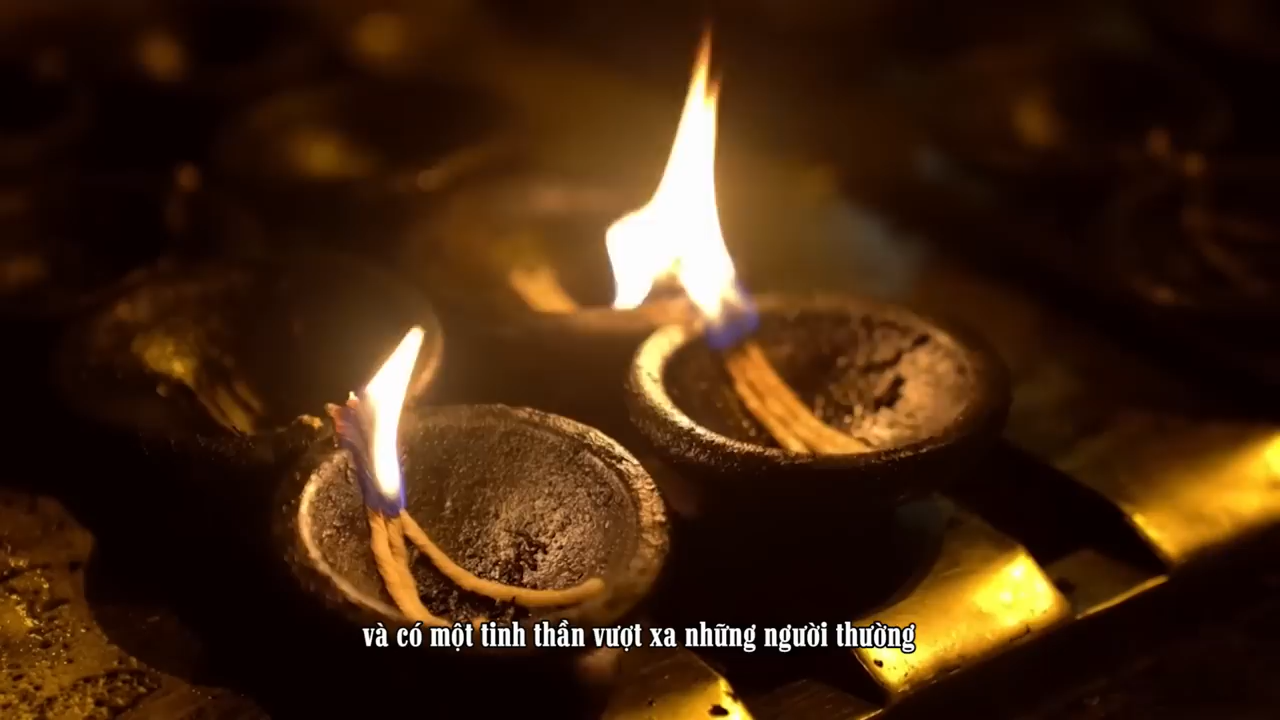 và có một tinh thần vượt xa những người thường